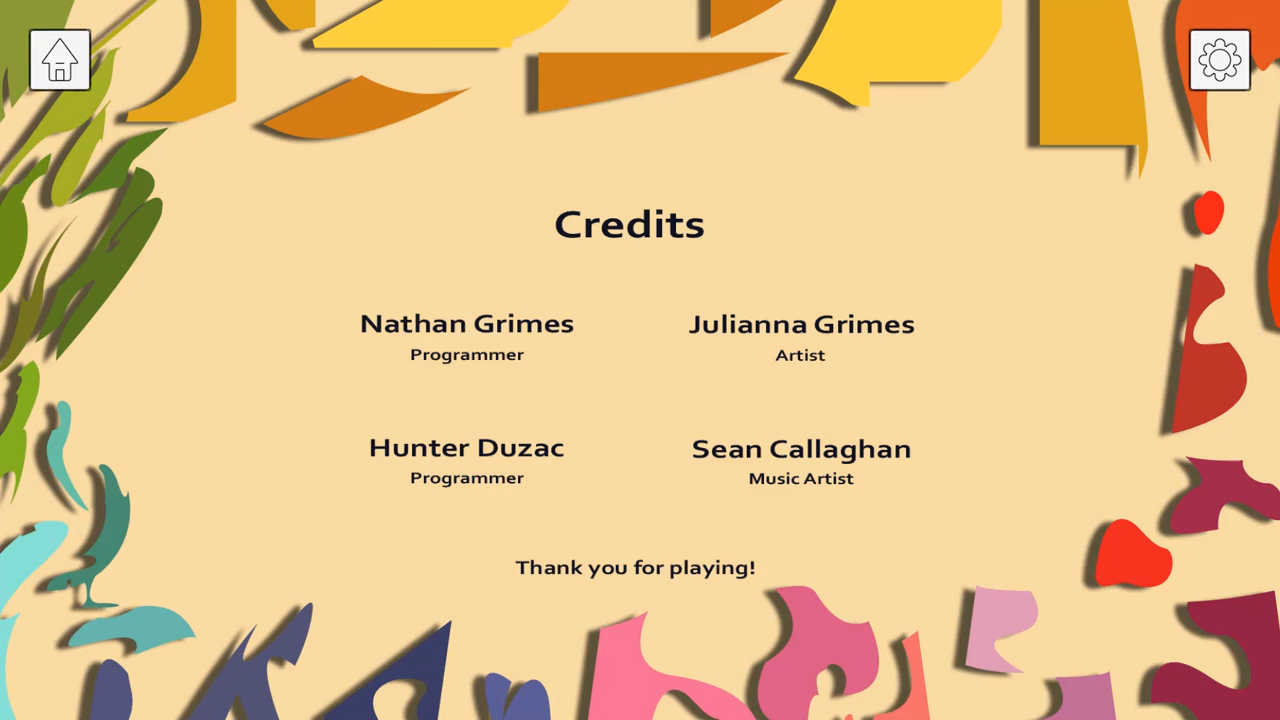 Credits
Nathan Grimes
Programmer
Julianna Grimes
Artist
Hunter Duzac
Programmer
Sean Callaghan
Music Artist
Thank you for playing!